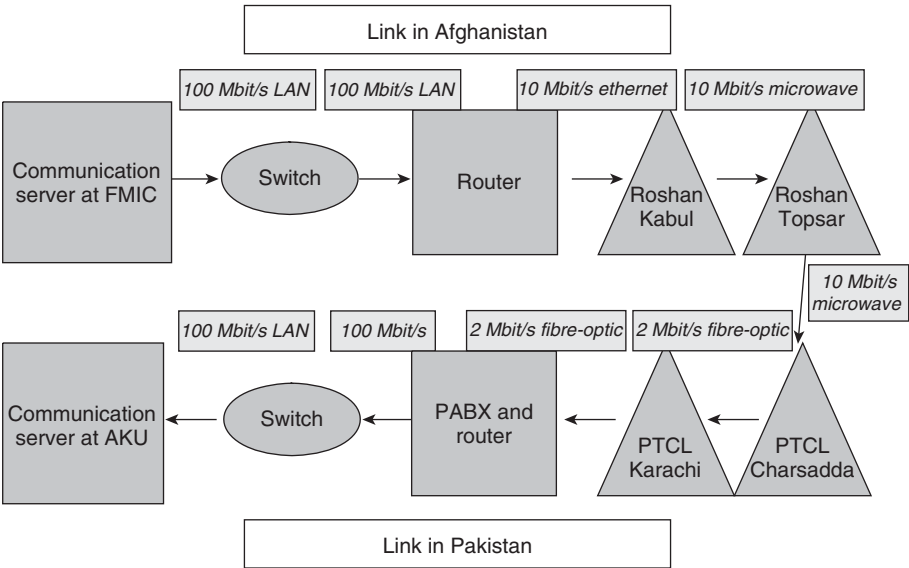 Link in Afghanistan
100 Mbit/s LAN
100 Mbit/s LAN
10 Mbit/s ethernet
10 Mbit/s microwave
Communication
server at FMIC
Switch
Router
Roshan
Kabul
Roshan
Topsar
10 Mbit/s
microwave
100 Mbit/s LAN
100 Mbit/s
2 Mbit/s fibre-optic
2 Mbit/s fibre-optic
Communication
server at AKU
Switch
PABX and
router
PTCL
Karachi
PTCL
Charsadda
Link in Pakistan